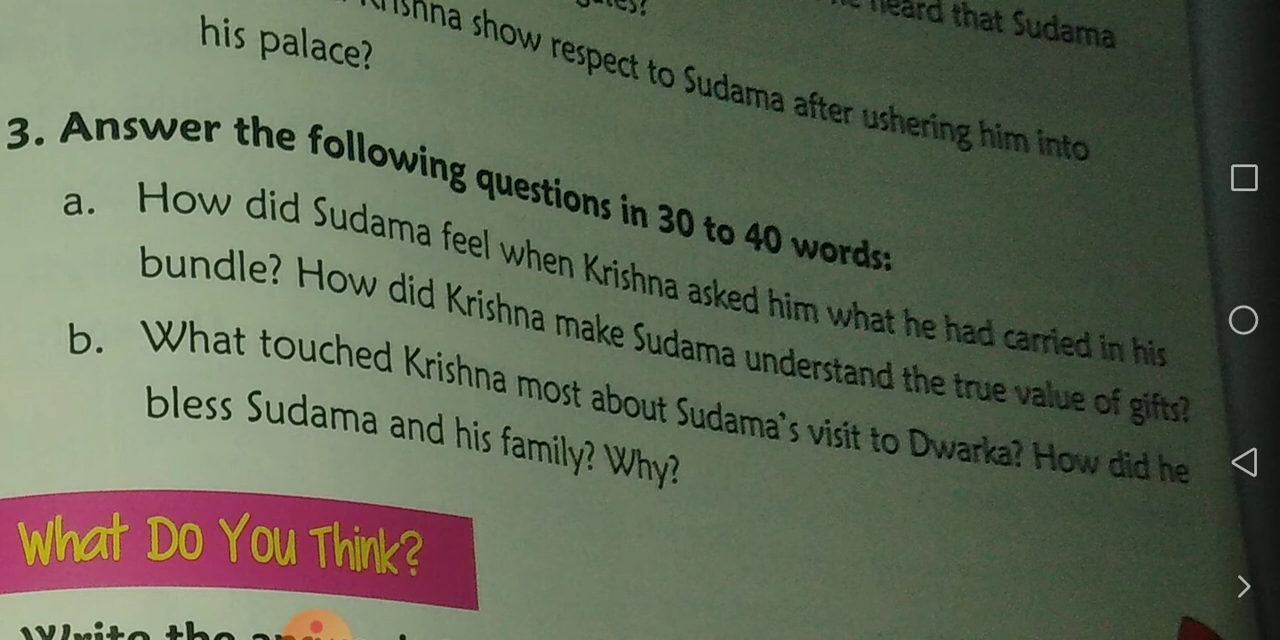 heard that Sudama
Krishna show respect to Sudama after ushering him into
his palace?
3. Answer the following questions in 30 to 40 words:
a. How did Sudama feel when Krishna asked him what he had carried in his
bundle? How did Krishna make Sudama understand the true value of gifts?
b. What touched Krishna most about Sudama's visit to Dwarka? How did he
bless Sudama and his family? Why?
What Do You Think?
Write the